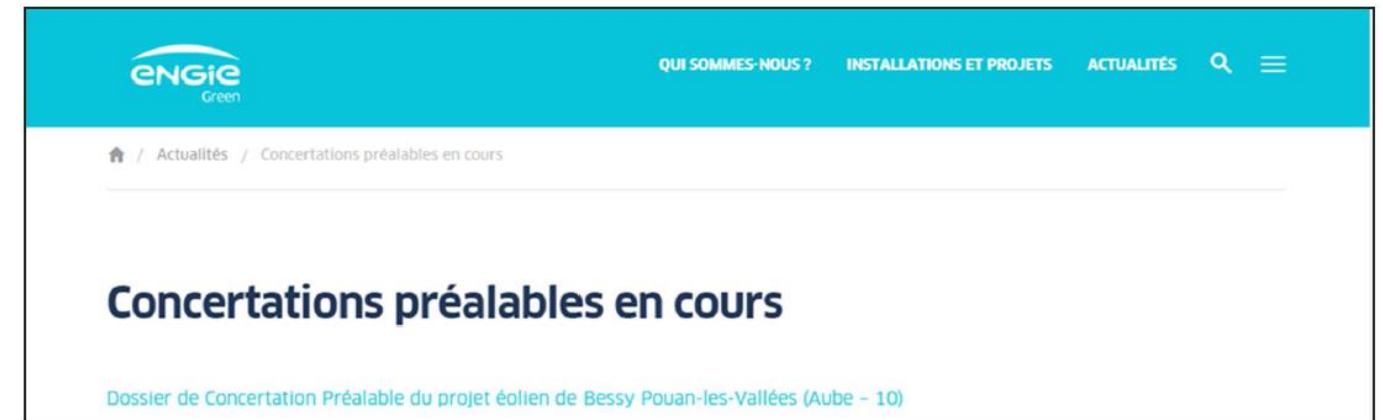 ENGIE
Green
QUI SOMMES-NOUS ? INSTALLATIONS ET PROJETS ACTUALITÉS
/ Actualités / Concertations préalables en cours
Concertations préalables en cours
Dossier de Concertation Préalable du projet éolien de Bessy Pouan-les-Vallées (Aube – 10)